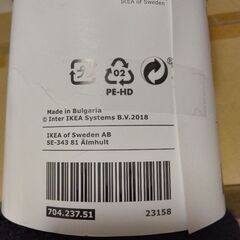 IKEA of Sweden
02
PE-HD
Made in Bulgaria
© Inter IKEA Systems B.V.2018
IKEA of Sweden AB
SE-343 81 Älmhult
704.237.51
23158